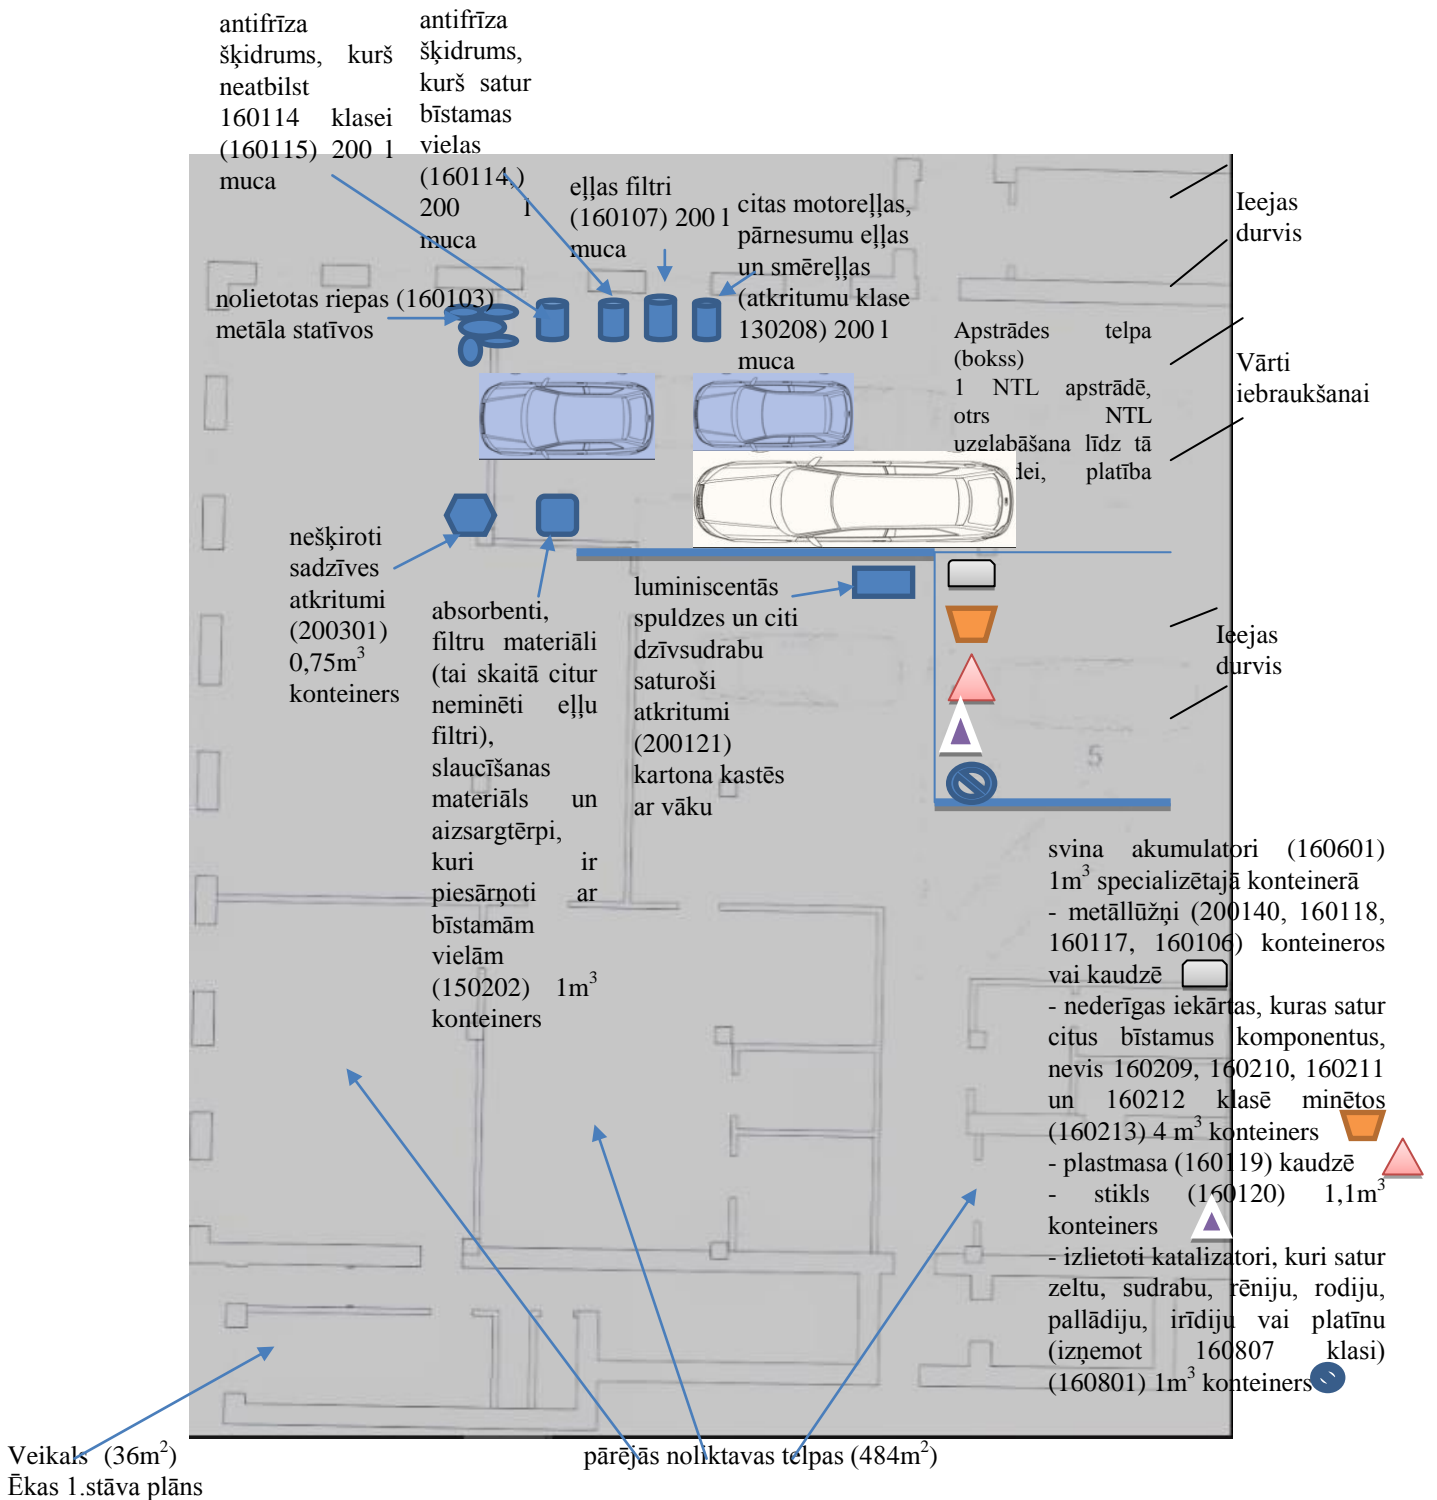 antifrīza
šķidrums, kurš
neatbilst
160114 klasei
(160115) 200 l
muca
antifrīza
šķidrums,
kurš satur
bīstamas
vielas
(160114,)
200 l
muca
eļļas filtri
(160107) 200 l
muca
citas motoreļļas,
pārnesumu eļļas
un smēreļļas
(atkritumu klase
130208) 200 l
muca
Ieejas
durvis
nolietotas riepas (160103)
metāla statīvos
Apstrādes telpa
(bokss)
1 NTL apstrādē,
otrs NTL
uzglabāšana līdz tā
dei, platība
Vārti
iebraukšanai
nešķiroti
sadzīves
atkritumi
(200301)
0,75m³
konteiners
absorbenti,
filtru materiāli
(tai skaitā citur
neminēti eļļu
filtri),
slaucīšanas
materiāls un
aizsargtērpi,
kuri ir
piesārņoti ar
bīstamām
vielām
(150202) 1m³
konteiners
luminiscentās
spuldzes un citi
dzīvsudrabu
saturoši
atkritumi
(200121)
kartona kastēs
ar vāku
Ieejas
durvis
5
svina akumulatori (160601)
1m³ specializētajā konteinerā
- metāllūžņi (200140, 160118,
160117, 160106) konteineros
vai kaudzē
- nederīgas iekārtas, kuras satur
citus bīstamus komponentus,
nevis 160209, 160210, 160211
un 160212 klasē minētos
(160213) 4 m³ konteiners
- plastmasa (160119) kaudzē
- stikls (160120) 1,1m³
konteiners
- izlietoti katalizatori, kuri satur
zeltu, sudrabu, rēniju, rodiju,
pallādiju, irīdiju vai platīnu
(izņemot 160807 klasi)
(160801) 1m³ konteiners
Veikals (36m²)
Ēkas 1.stāva plāns
pārējās noliktavas telpas (484m²)